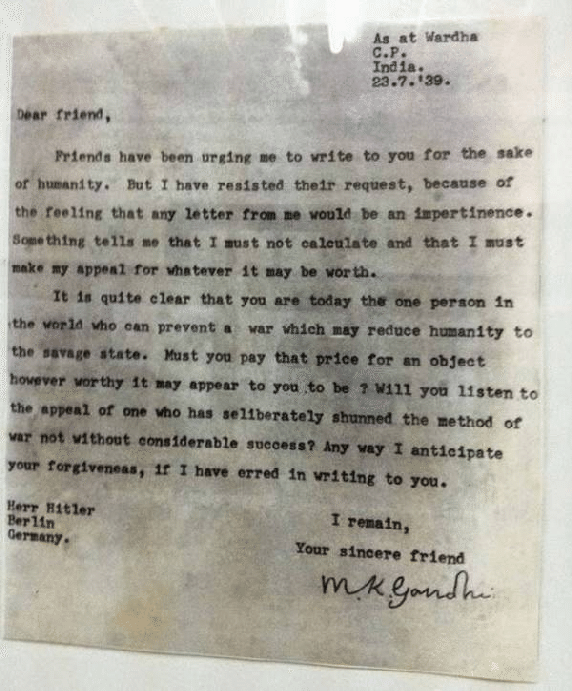 As at Wardha
C.P.
India.
23.7.'39.
Dear friend,
Friends have been urging me to write to you for the sake
of humanity. But I have resisted their request, because of
the feeling that any letter from me would be an impertinence.
Something tells me that I must not calculate and that I must
make my appeal for whatever it may be worth.
It is quite clear that you are today the one person in
the world who can prevent a war which may reduce humanity to
the savage state. Must you pay that price for an object
however worthy it may appear to you to be ? Will you listen to
the appeal of one who has seliberately shunned the method of
war not without considerable success? Any way I anticipate
your forgiveness, if I have erred in writing to you.
Herr Hitler
Berlin
Germany.
I remain,
Your sincere friend
M.K.Gandhi